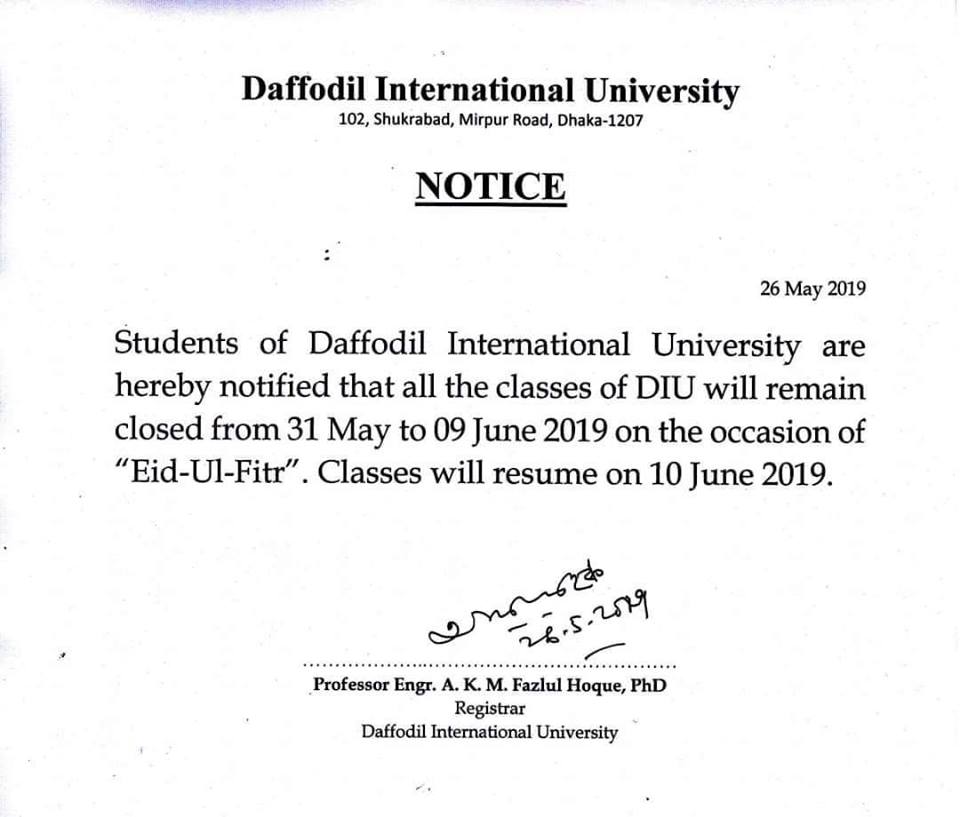 Daffodil International University
102, Shukrabad, Mirpur Road, Dhaka-1207
NOTICE
26 May 2019
Students of Daffodil International University are
hereby notified that all the classes of DIU will remain
closed from 31 May to 09 June 2019 on the occasion of
“Eid-Ul-Fitr”. Classes will resume on 10 June 2019.
26.5.2019
Professor Engr. A. K. M. Fazlul Hoque, PhD
Registrar
Daffodil International University